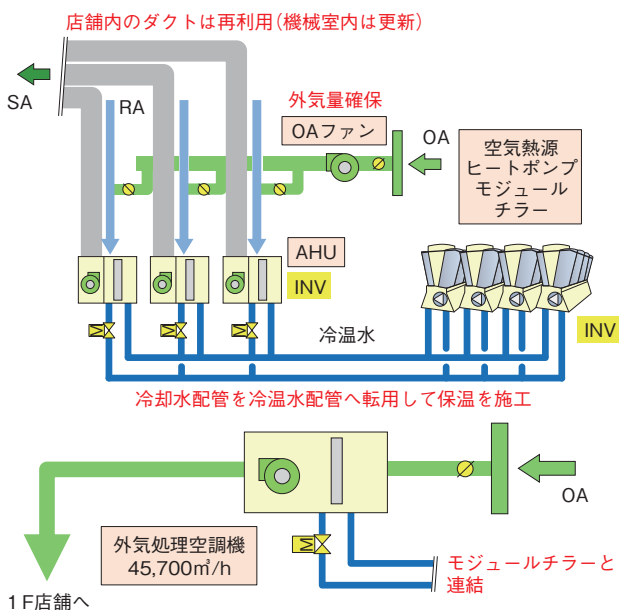 店舗内のダクトは再利用(機械室内は更新)
SA
RA
外気量確保
OAファン
OA
空気熱源
ヒートポンプ
モジュール
チラー
AHU
INV
M
M
M
冷温水
INV
冷却水配管を冷温水配管へ転用して保温を施工
OA
外気処理空調機
45,700㎥/h
M
モジュールチラーと
連結
1F店舗へ